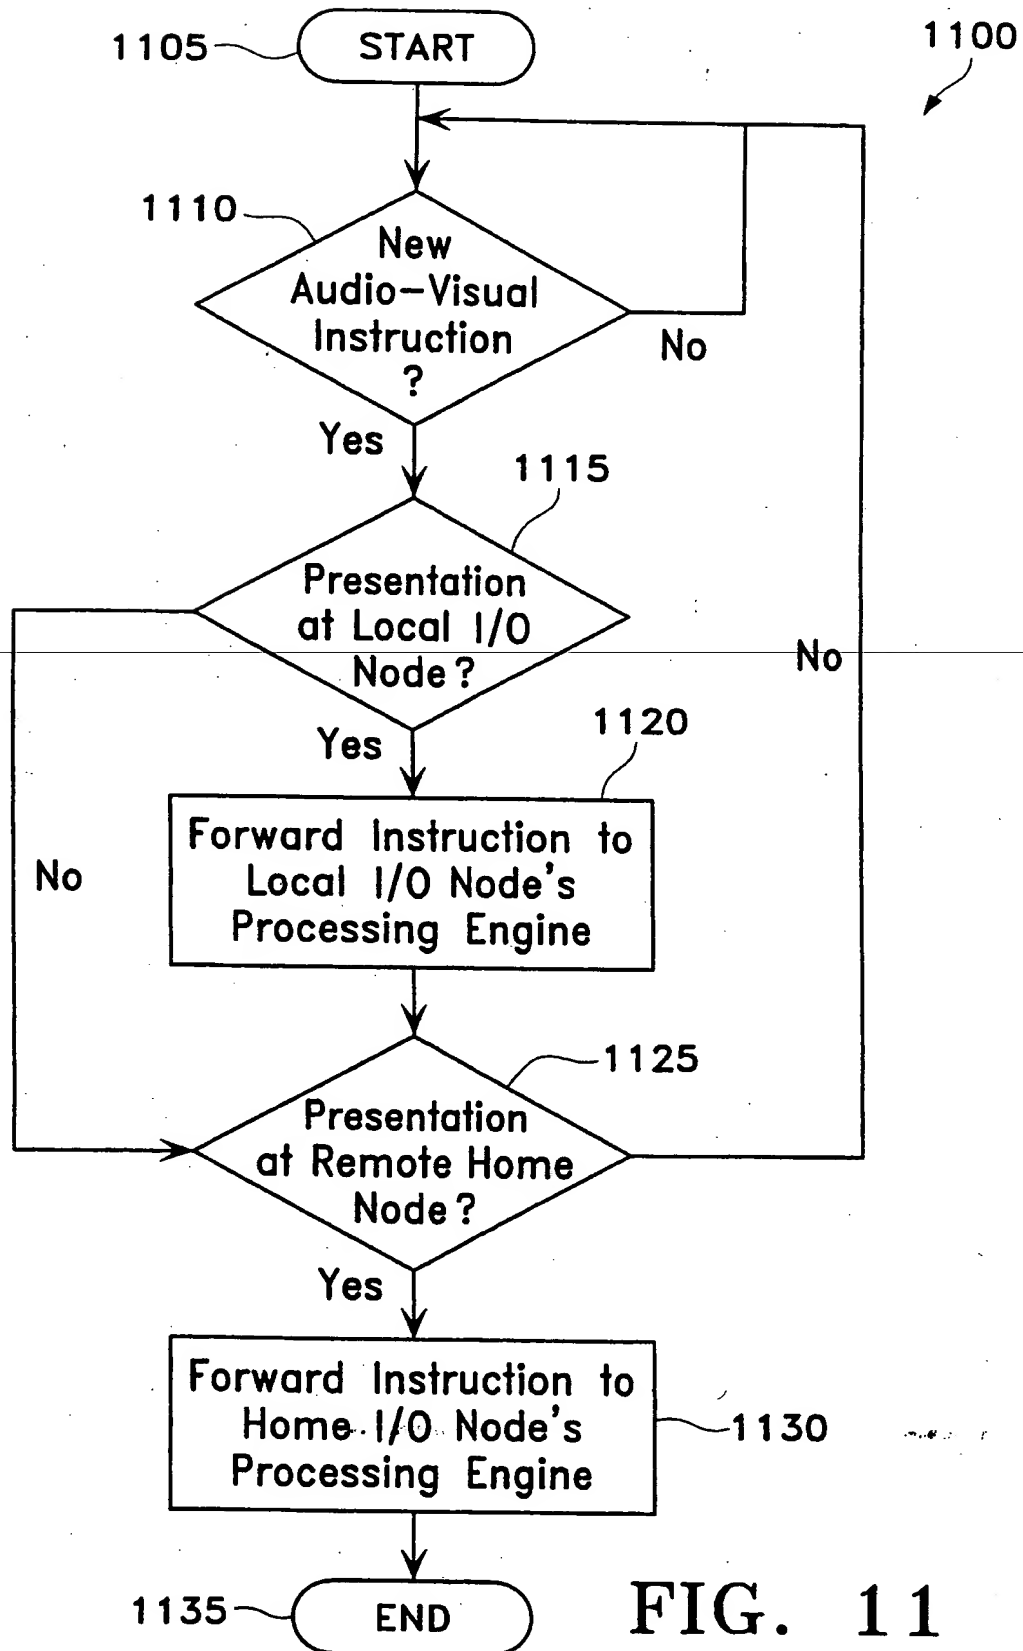 1105
START
1100
1110
New
Audio-Visual
Instruction
?
No
Yes
1115
Presentation
at Local I/O
Node?
No
Yes
1120
Forward Instruction to
Local I/O Node's
Processing Engine
No
1125
Presentation
at Remote Home
Node?
Yes
Forward Instruction to
Home I/O Node's
Processing Engine
1130
1135
END
FIG. 11